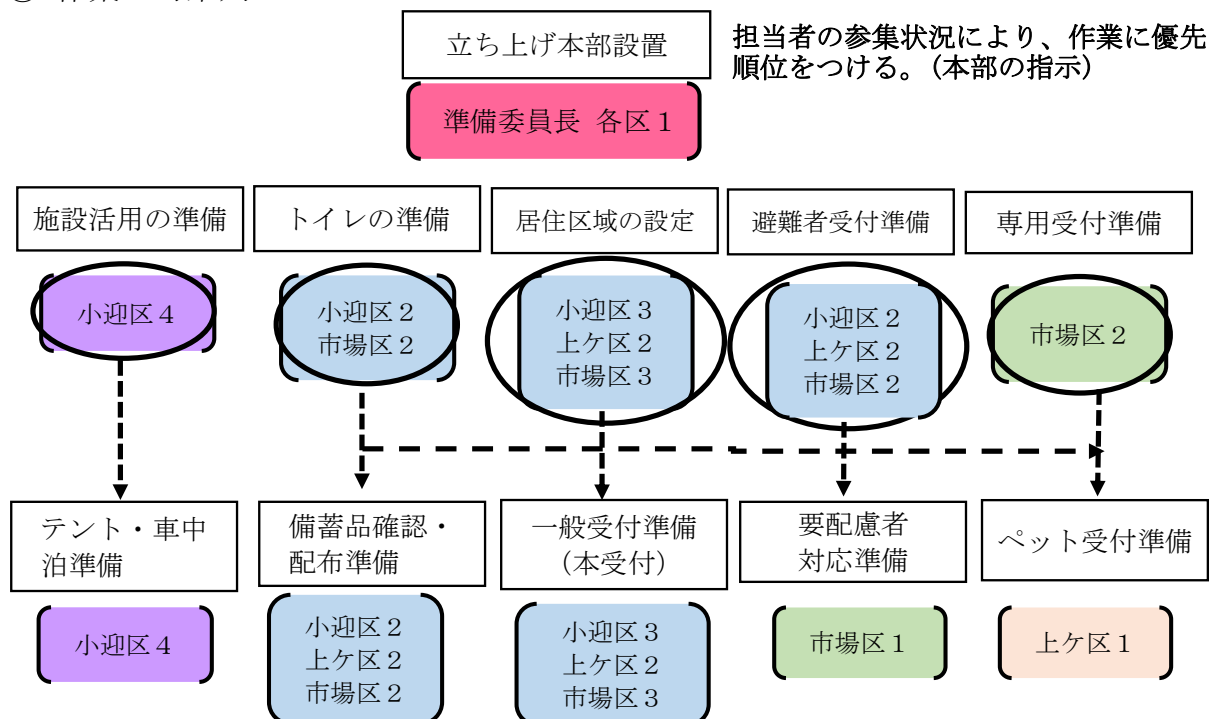 立ち上げ本部設置
担当者の参集状況により、作業に優先
順位をつける。（本部の指示）
準備委員長 各区１
施設活用の準備
トイレの準備
居住区域の設定
避難者受付準備
専用受付準備
小迎区４
小迎区２
市場区２
小迎区３
上ケ区２
市場区３
小迎区２
上ケ区２
市場区２
市場区２
テント・車中
泊準備
備蓄品確認・
配布準備
一般受付準備
（本受付）
要配慮者
対応準備
ペット受付準備
小迎区４
小迎区２
上ケ区２
市場区２
小迎区３
上ケ区２
市場区３
市場区１
上ケ区１